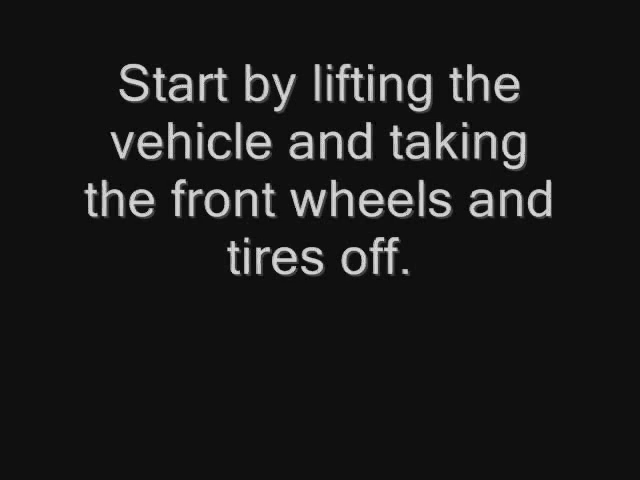 Start by lifting the
vehicle and taking
the front wheels and
tires off.